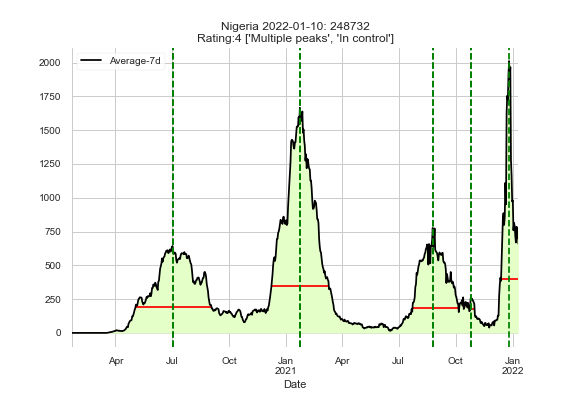 Nigeria 2022-01-10: 248732
Rating:4 ['Multiple peaks', 'In control']
Average-7d
2000
1750
1500
1250
1000
750
500
250
0
Apr
Jul
Oct
Jan
2021
Apr
Jul
Oct
Jan
2022
Date